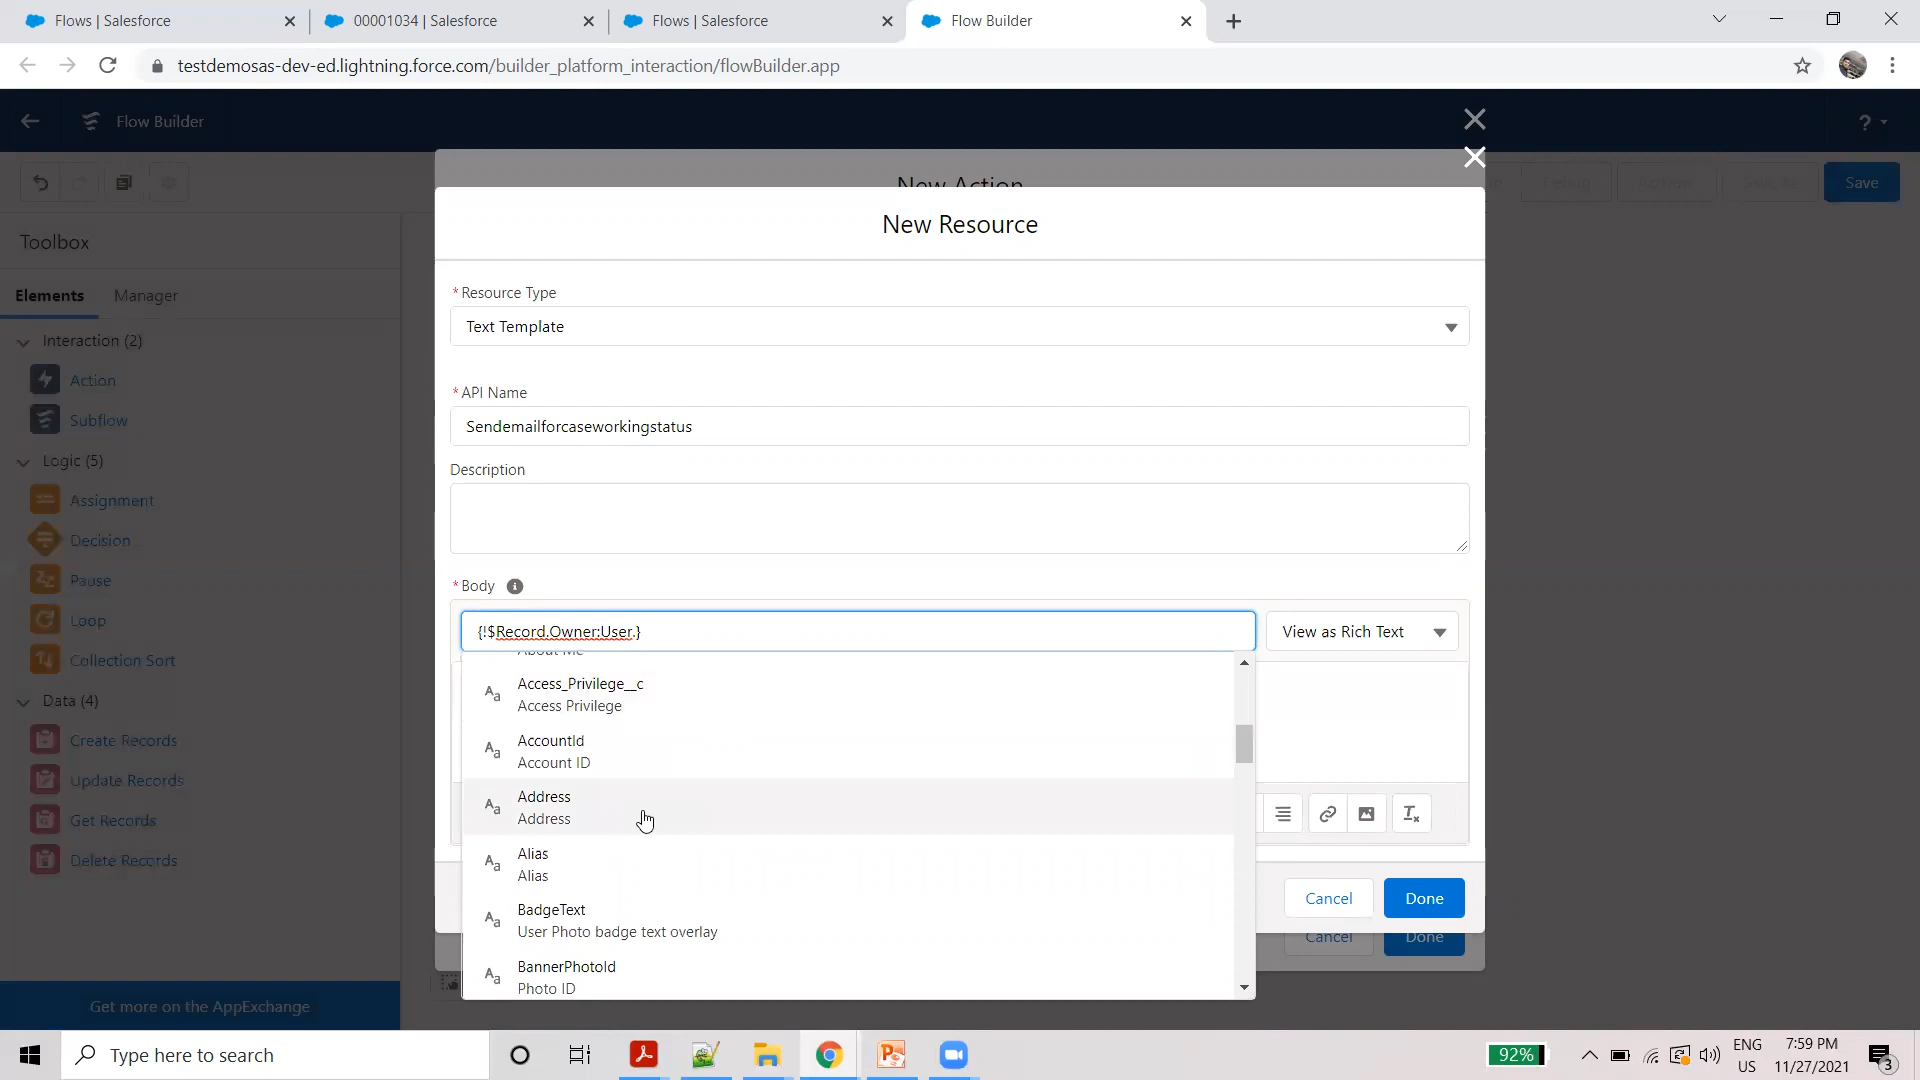 Flows | Salesforce
00001034 | Salesforce
Flows | Salesforce
Flow Builder
testdemosas-dev-ed.lightning.force.com/builder_platform_interaction/flowBuilder.app
Flow Builder
?
New Action
Save
New Resource
Toolbox
Elements
Manager
Interaction (2)
Action
Subflow
Logic (5)
Assignment
Decision
Pause
Loop
Collection Sort
Data (4)
Create Records
Update Records
Get Records
Delete Records
Get more on the AppExchange
* Resource Type
Text Template
* API Name
Sendemailforcaseworkingstatus
Description
* Body
{!$Record.Owner:User.}
View as Rich Text
About Me
Access_Privilege__c
Access Privilege
AccountId
Account ID
Address
Address
Alias
Alias
BadgeText
User Photo badge text overlay
BannerPhotoId
Photo ID
Cancel
Done
Cancel
Done
Type here to search
92%
ENG
US
7:59 PM
11/27/2021
3